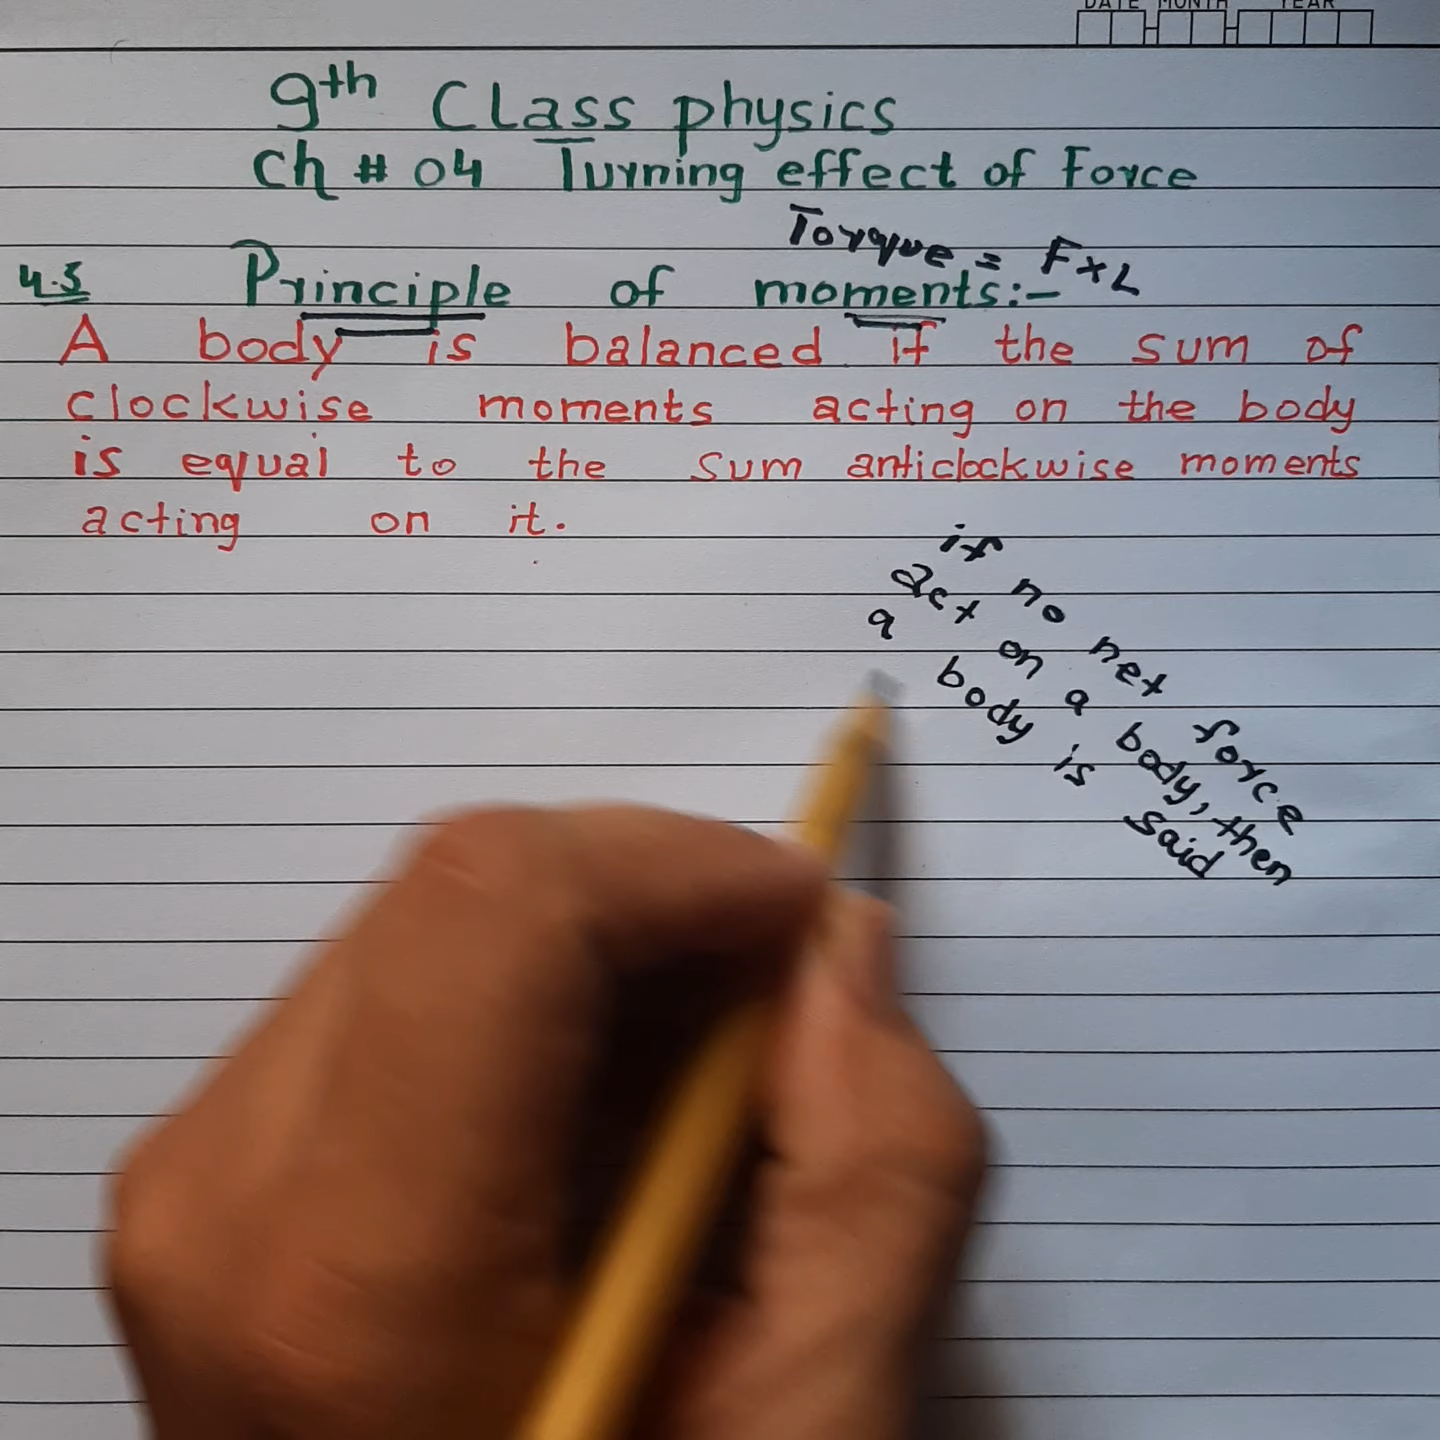 DATE MONTH YEAR
9th Class physics
Ch # 04 Turning effect of Force
Torque = F×L
4.5 Principle of moments:-
A body is balanced if the sum of
clockwise moments acting on the body
is equal to the sum anticlockwise moments
acting on it.
if no net force
act on a body, then
a body is said